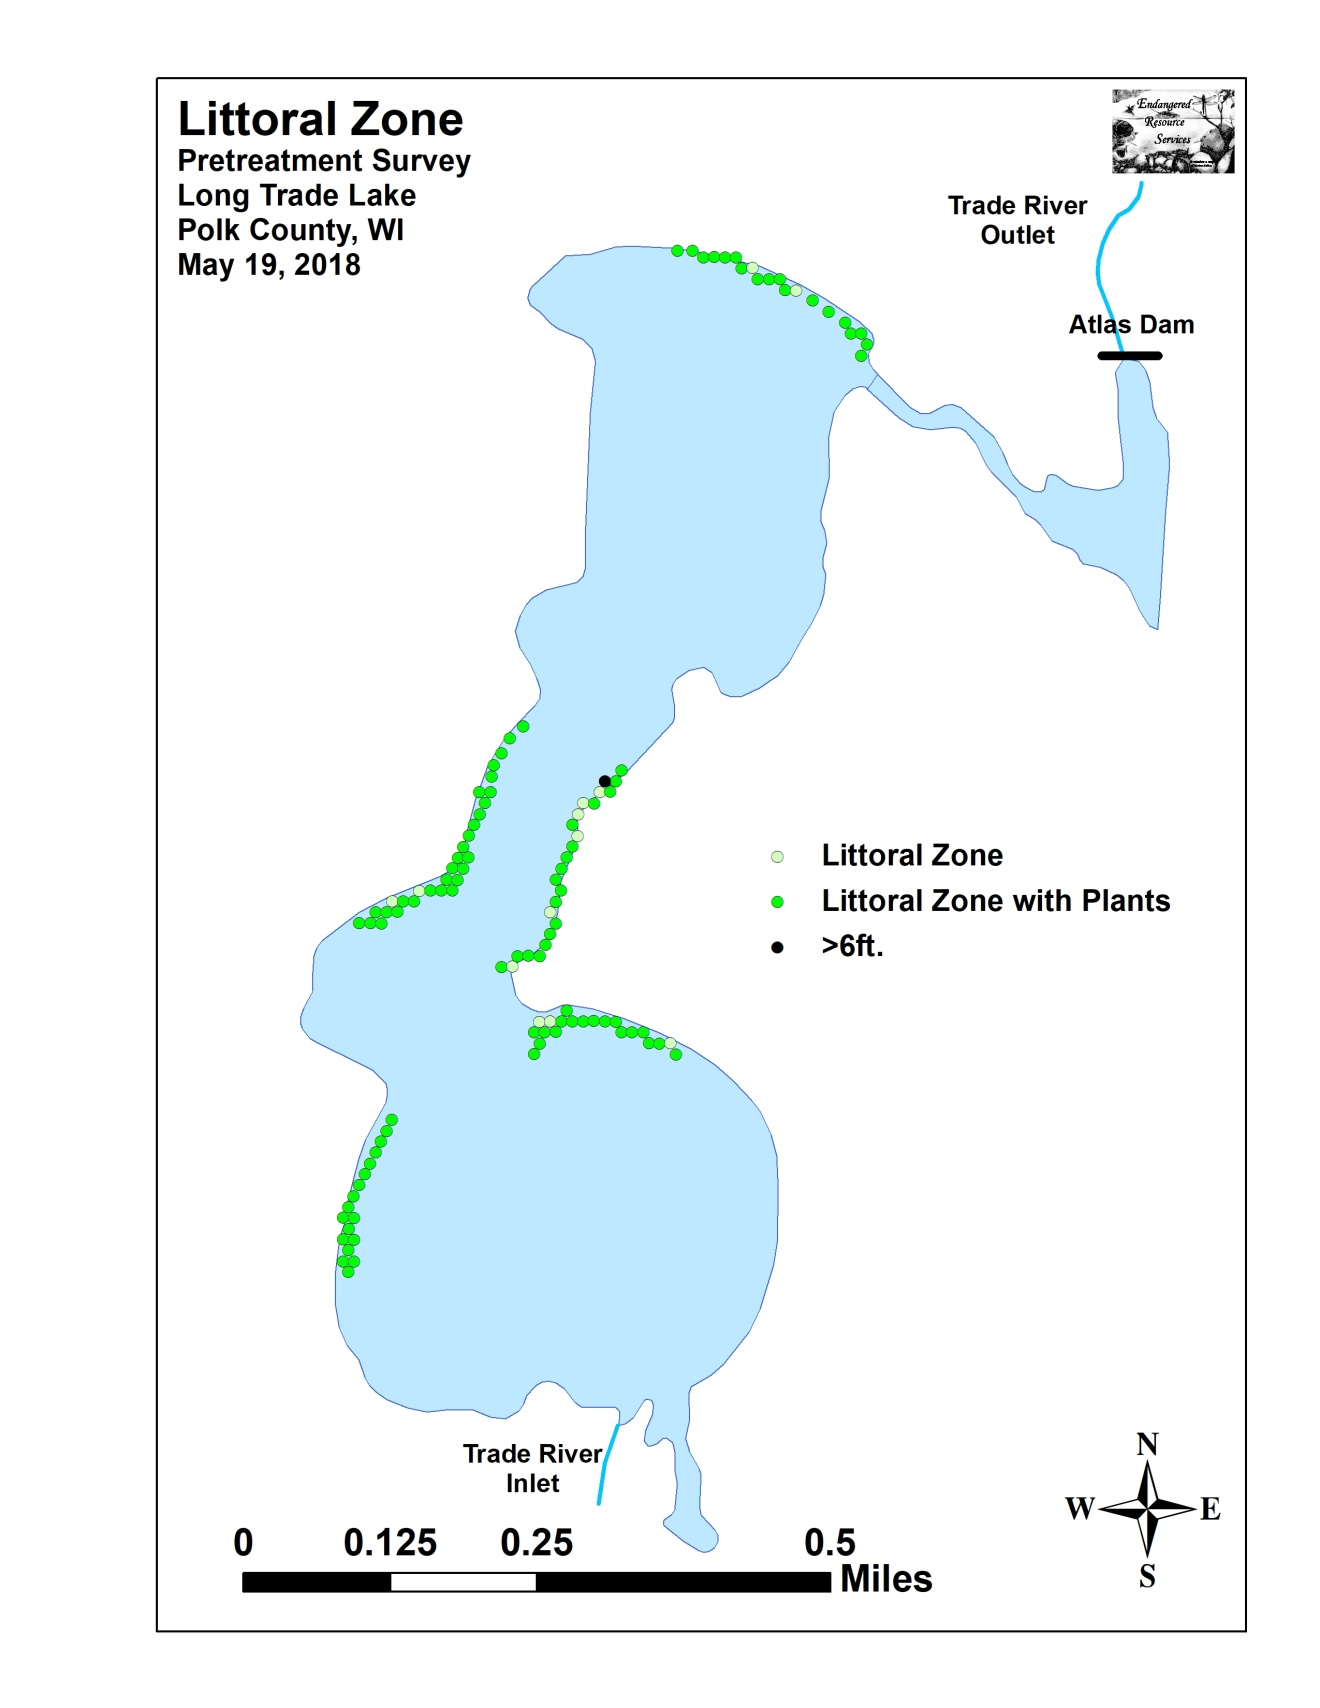 Littoral Zone
Pretreatment Survey
Long Trade Lake
Polk County, WI
May 19, 2018
Endangered
Resource
Services
Trade River
Outlet
Atlas Dam
Littoral Zone
Littoral Zone with Plants
>6ft.
Trade River
Inlet
N
W
E
S
0
0.125
0.25
0.5
Miles